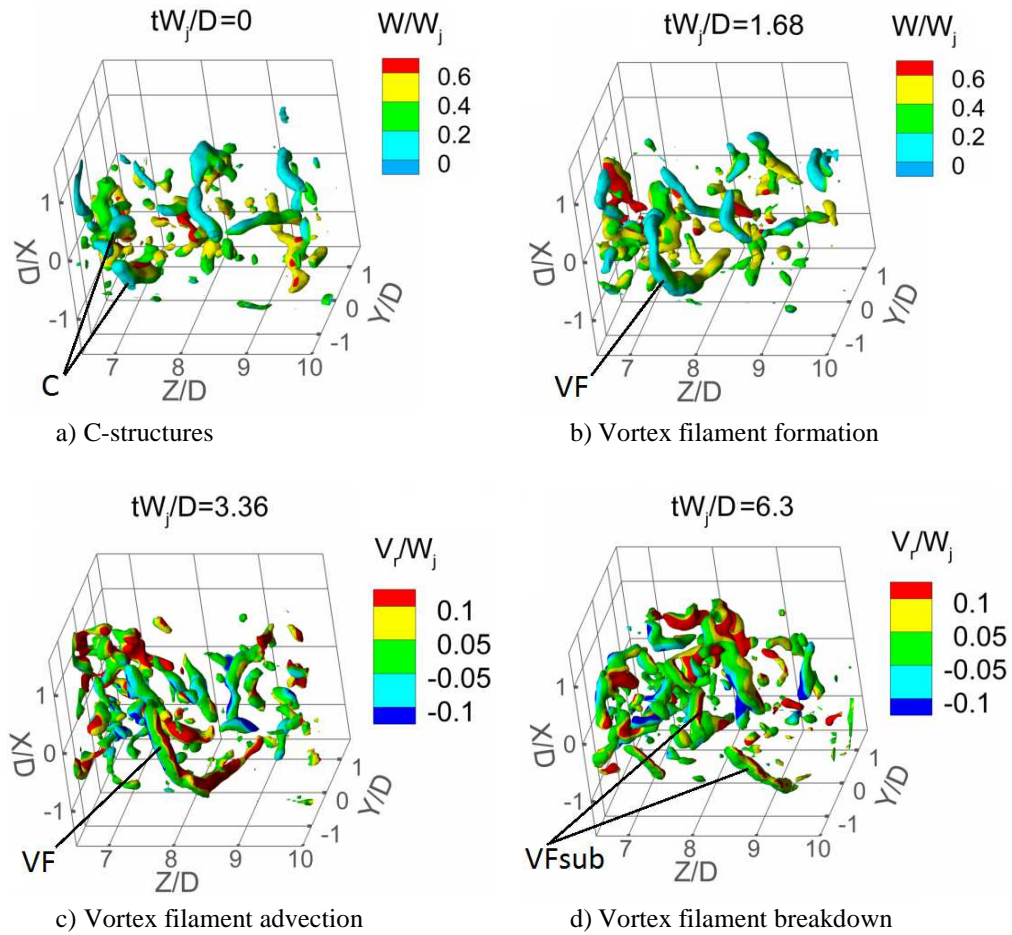 tW_j/D=0
W/W_j
0.6
0.4
0.2
0
1
0
-1
X/D
7
8
9
10
Z/D
1
0
-1
Y/D
C
a) C-structures
tW_j/D=1.68
W/W_j
0.6
0.4
0.2
0
1
0
-1
X/D
7
8
9
10
Z/D
1
0
-1
Y/D
VF
b) Vortex filament formation
tW_j/D=3.36
V_r/W_j
0.1
0.05
-0.05
-0.1
1
0
-1
X/D
7
8
9
10
Z/D
1
0
-1
Y/D
VF
c) Vortex filament advection
tW_j/D=6.3
V_r/W_j
0.1
0.05
-0.05
-0.1
1
0
-1
X/D
7
8
9
10
Z/D
1
0
-1
Y/D
VFsub
d) Vortex filament breakdown